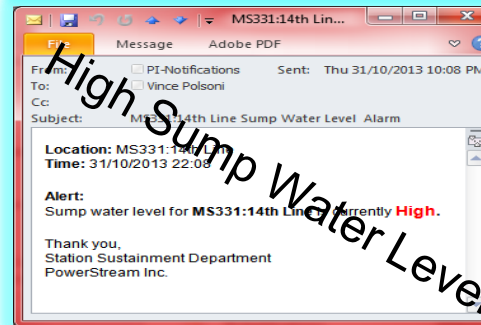 MS331:14th Lin...
File Message Adobe PDF
From: PI-Notifications Sent: Thu 31/10/2013 10:08 PM
To: Vince Polsoni
Cc:
Subject: MS331:14th Line Sump Water Level Alarm
Location: MS331:14th Line
Time: 31/10/2013 22:08
Alert:
Sump water level for MS331:14th Line is currently High.
Thank you,
Station Sustainment Department
PowerStream Inc.
High Sump Water Level